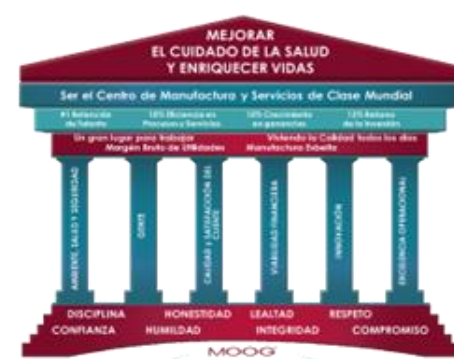 MEJORAR
EL CUIDADO DE LA SALUD
Y ENRIQUECER VIDAS
Ser el Centro de Manufactura y Servicios de Clase Mundial
#1 Retención
de Talento
10% Eficiencia en
Procesos y Servicios
10% Crecimiento
en ganancias
12% Retorno
de la Inversión
Un gran lugar para trabajar
Viviendo la Calidad todos los días
Margén Bruto de Utilidades
Manufactura Esbelta
AMBIENTE, SALUD Y SEGURIDAD
GENTE
CALIDAD Y SATISFACCIÓN DEL
CLIENTE
VIABILIDAD FINANCIERA
INNOVACIÓN
EXCELENCIA OPERACIONAL
DISCIPLINA HONESTIDAD LEALTAD RESPETO
CONFIANZA HUMILDAD INTEGRIDAD COMPROMISO
MOOG